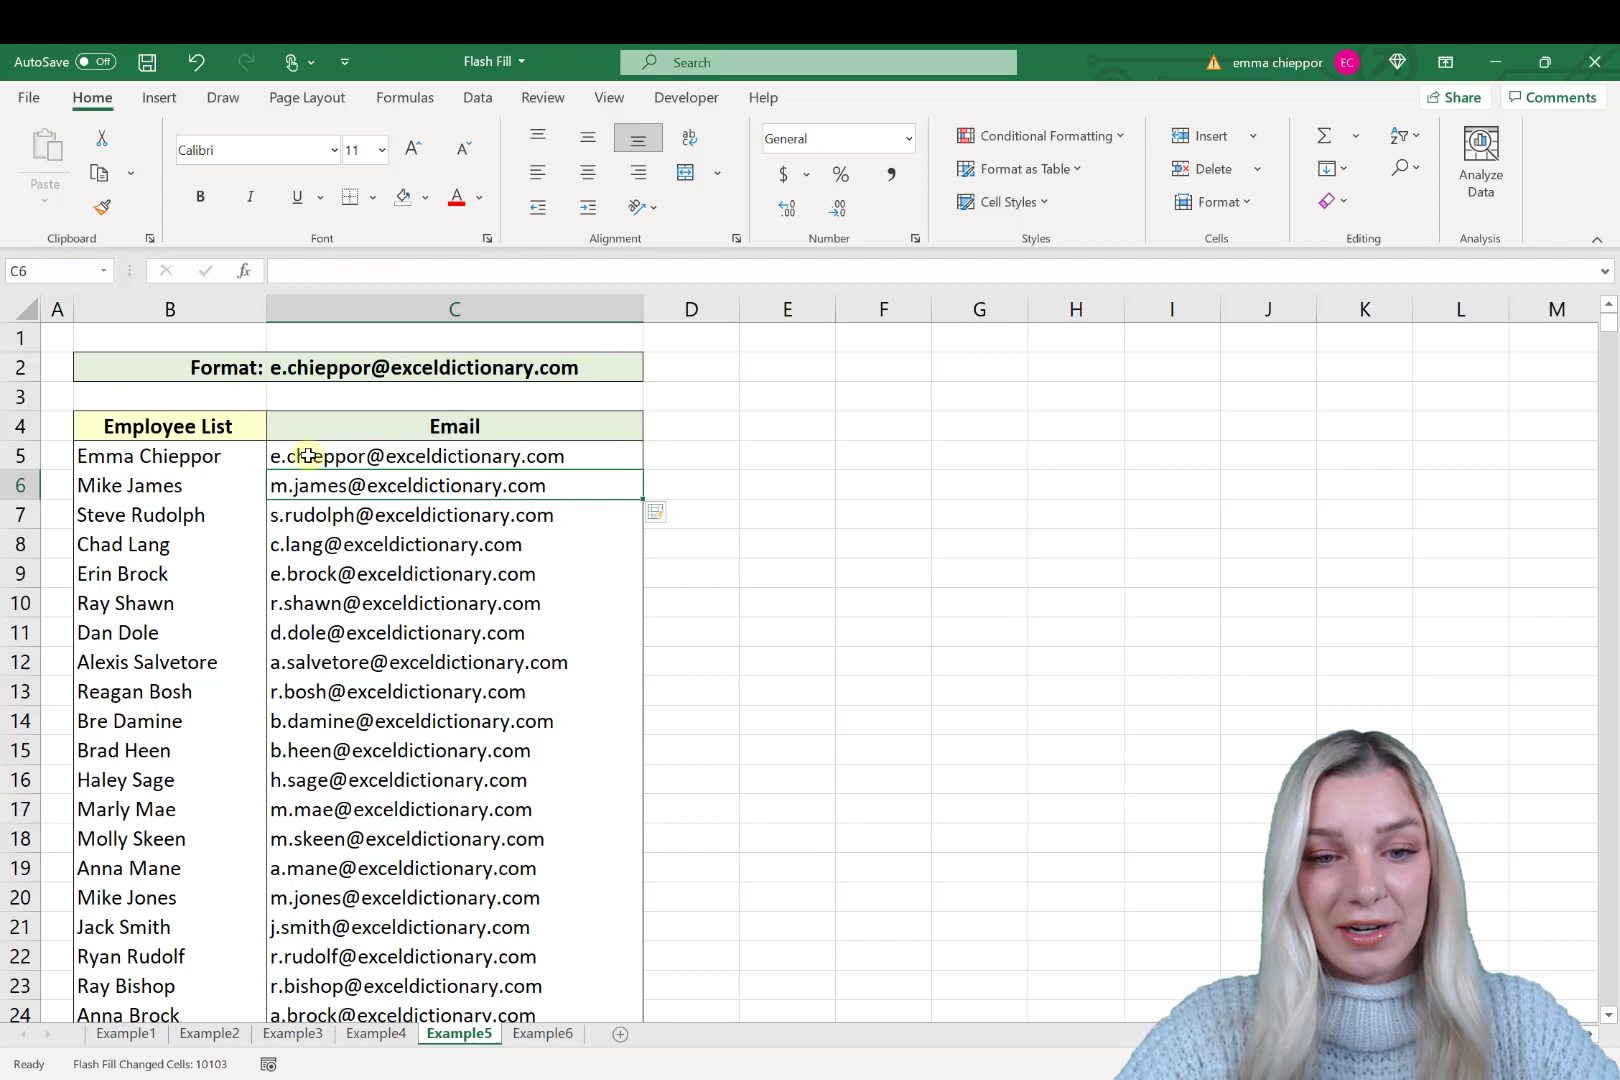 AutoSave Off Flash Fill Search emma chieppor EC
File Home Insert Draw Page Layout Formulas Data Review View Developer Help Share Comments
Paste
Clipboard
Calibri 11
B I U A
Font
ab
Alignment
General
$ % ,
Number
Conditional Formatting
Format as Table
Cell Styles
Styles
Insert
Delete
Format
Cells
Editing
Analyze
Data
Analysis
C6 fx
A B C D E F G H I J K L M
1
2 Format: e.chieppor@exceldictionary.com
3
4 Employee List Email
5 Emma Chieppor e.chieppor@exceldictionary.com
6 Mike James m.james@exceldictionary.com
7 Steve Rudolph s.rudolph@exceldictionary.com
8 Chad Lang c.lang@exceldictionary.com
9 Erin Brock e.brock@exceldictionary.com
10 Ray Shawn r.shawn@exceldictionary.com
11 Dan Dole d.dole@exceldictionary.com
12 Alexis Salvetore a.salvetore@exceldictionary.com
13 Reagan Bosh r.bosh@exceldictionary.com
14 Bre Damine b.damine@exceldictionary.com
15 Brad Heen b.heen@exceldictionary.com
16 Haley Sage h.sage@exceldictionary.com
17 Marly Mae m.mae@exceldictionary.com
18 Molly Skeen m.skeen@exceldictionary.com
19 Anna Mane a.mane@exceldictionary.com
20 Mike Jones m.jones@exceldictionary.com
21 Jack Smith j.smith@exceldictionary.com
22 Ryan Rudolf r.rudolf@exceldictionary.com
23 Ray Bishop r.bishop@exceldictionary.com
24 Anna Brock a.brock@exceldictionary.com
Example1 Example2 Example3 Example4 Example5 Example6
Ready Flash Fill Changed Cells: 10103